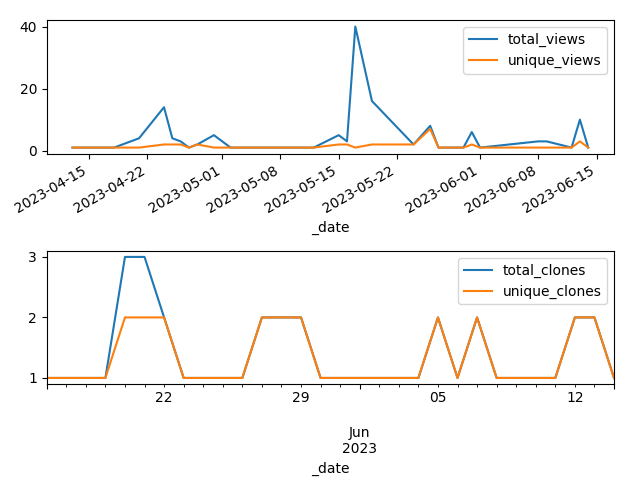 40
20
0
total_views
unique_views
2023-04-15
2023-04-22
2023-05-01
2023-05-08
2023-05-15
2023-05-22
2023-06-01
2023-06-08
2023-06-15
_date
3
2
1
total_clones
unique_clones
22
29
05
12
Jun
2023
_date